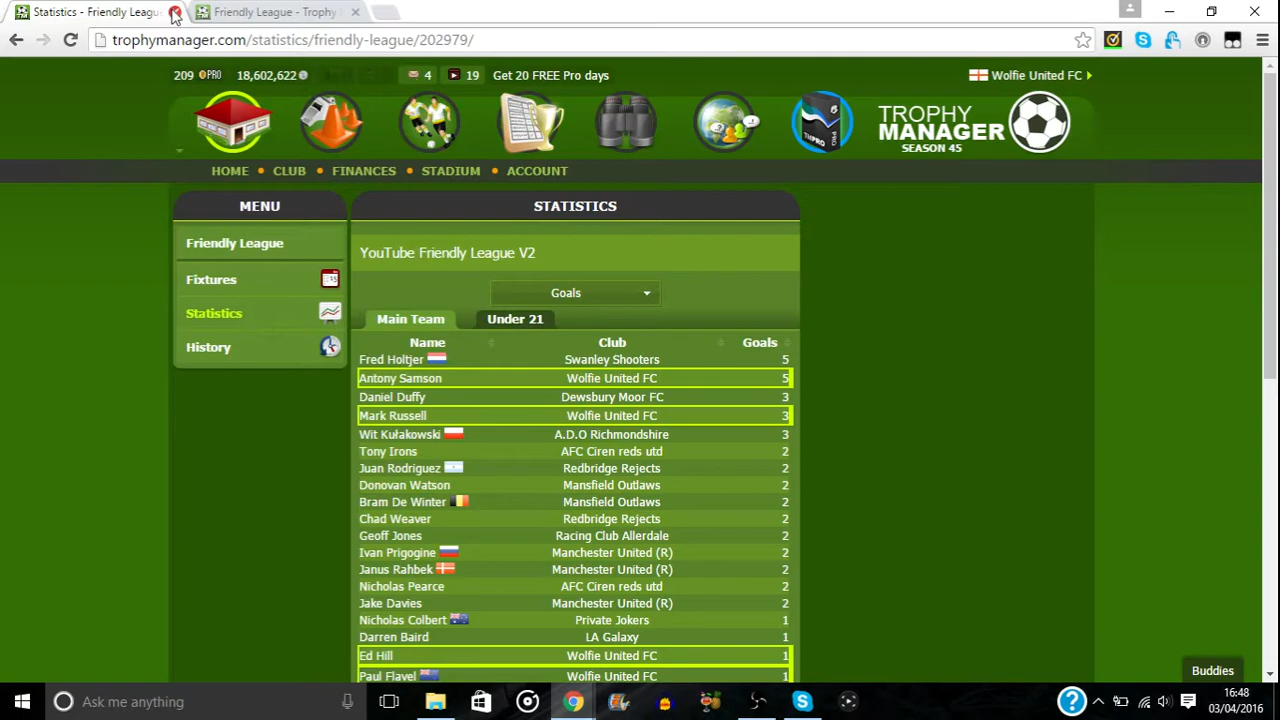 Statistics - Friendly Leagu
Friendly League - Trophy
trophymanager.com/statistics/friendly-league/202979/
209 PRO 18,602,622 4 19 Get 20 FREE Pro days
Wolfie United FC
TROPHY
MANAGER
SEASON 45
HOME • CLUB • FINANCES • STADIUM • ACCOUNT
MENU
Friendly League
Fixtures
Statistics
History
STATISTICS
YouTube Friendly League V2
Goals
Main Team Under 21
Name Club Goals
Fred Holtjer Swanley Shooters 5
Antony Samson Wolfie United FC 5
Daniel Duffy Dewsbury Moor FC 3
Mark Russell Wolfie United FC 3
Wit Kułakowski A.D.O Richmondshire 3
Tony Irons AFC Ciren reds utd 2
Juan Rodriguez Redbridge Rejects 2
Donovan Watson Mansfield Outlaws 2
Bram De Winter Mansfield Outlaws 2
Chad Weaver Redbridge Rejects 2
Geoff Jones Racing Club Allerdale 2
Ivan Prigogine Manchester United (R) 2
Janus Rahbek Manchester United (R) 2
Nicholas Pearce AFC Ciren reds utd 2
Jake Davies Manchester United (R) 2
Nicholas Colbert Private Jokers 1
Darren Baird LA Galaxy 1
Ed Hill Wolfie United FC 1
Paul Flavel Wolfie United FC 1
Buddies
Ask me anything
16:48
03/04/2016